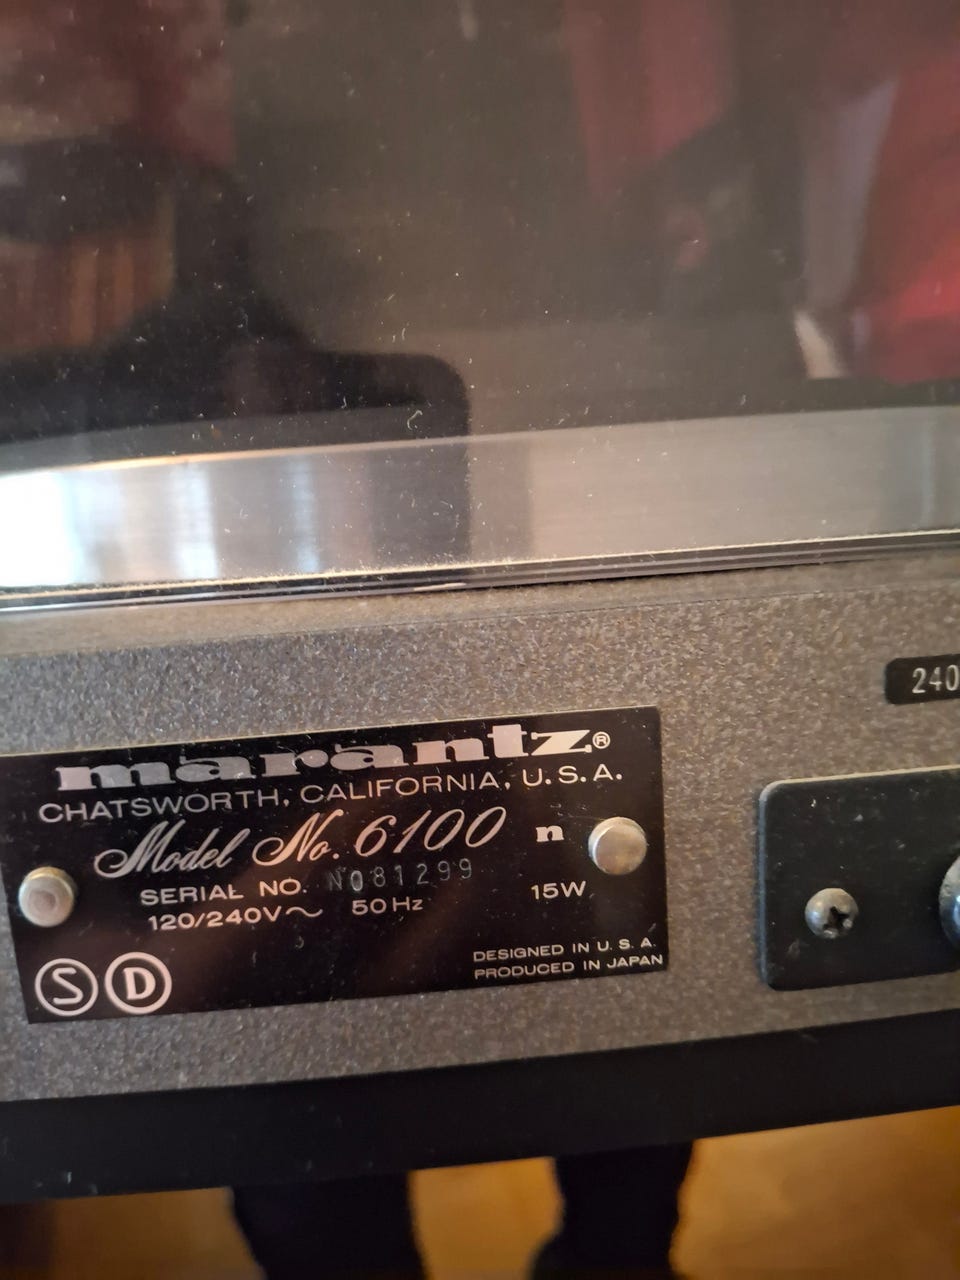 240
marantz®
CHATSWORTH, CALIFORNIA, U.S.A.
Model No. 6100 n
SERIAL NO. N081299
120/240V~ 50Hz 15W
DESIGNED IN U.S.A.
PRODUCED IN JAPAN
S D